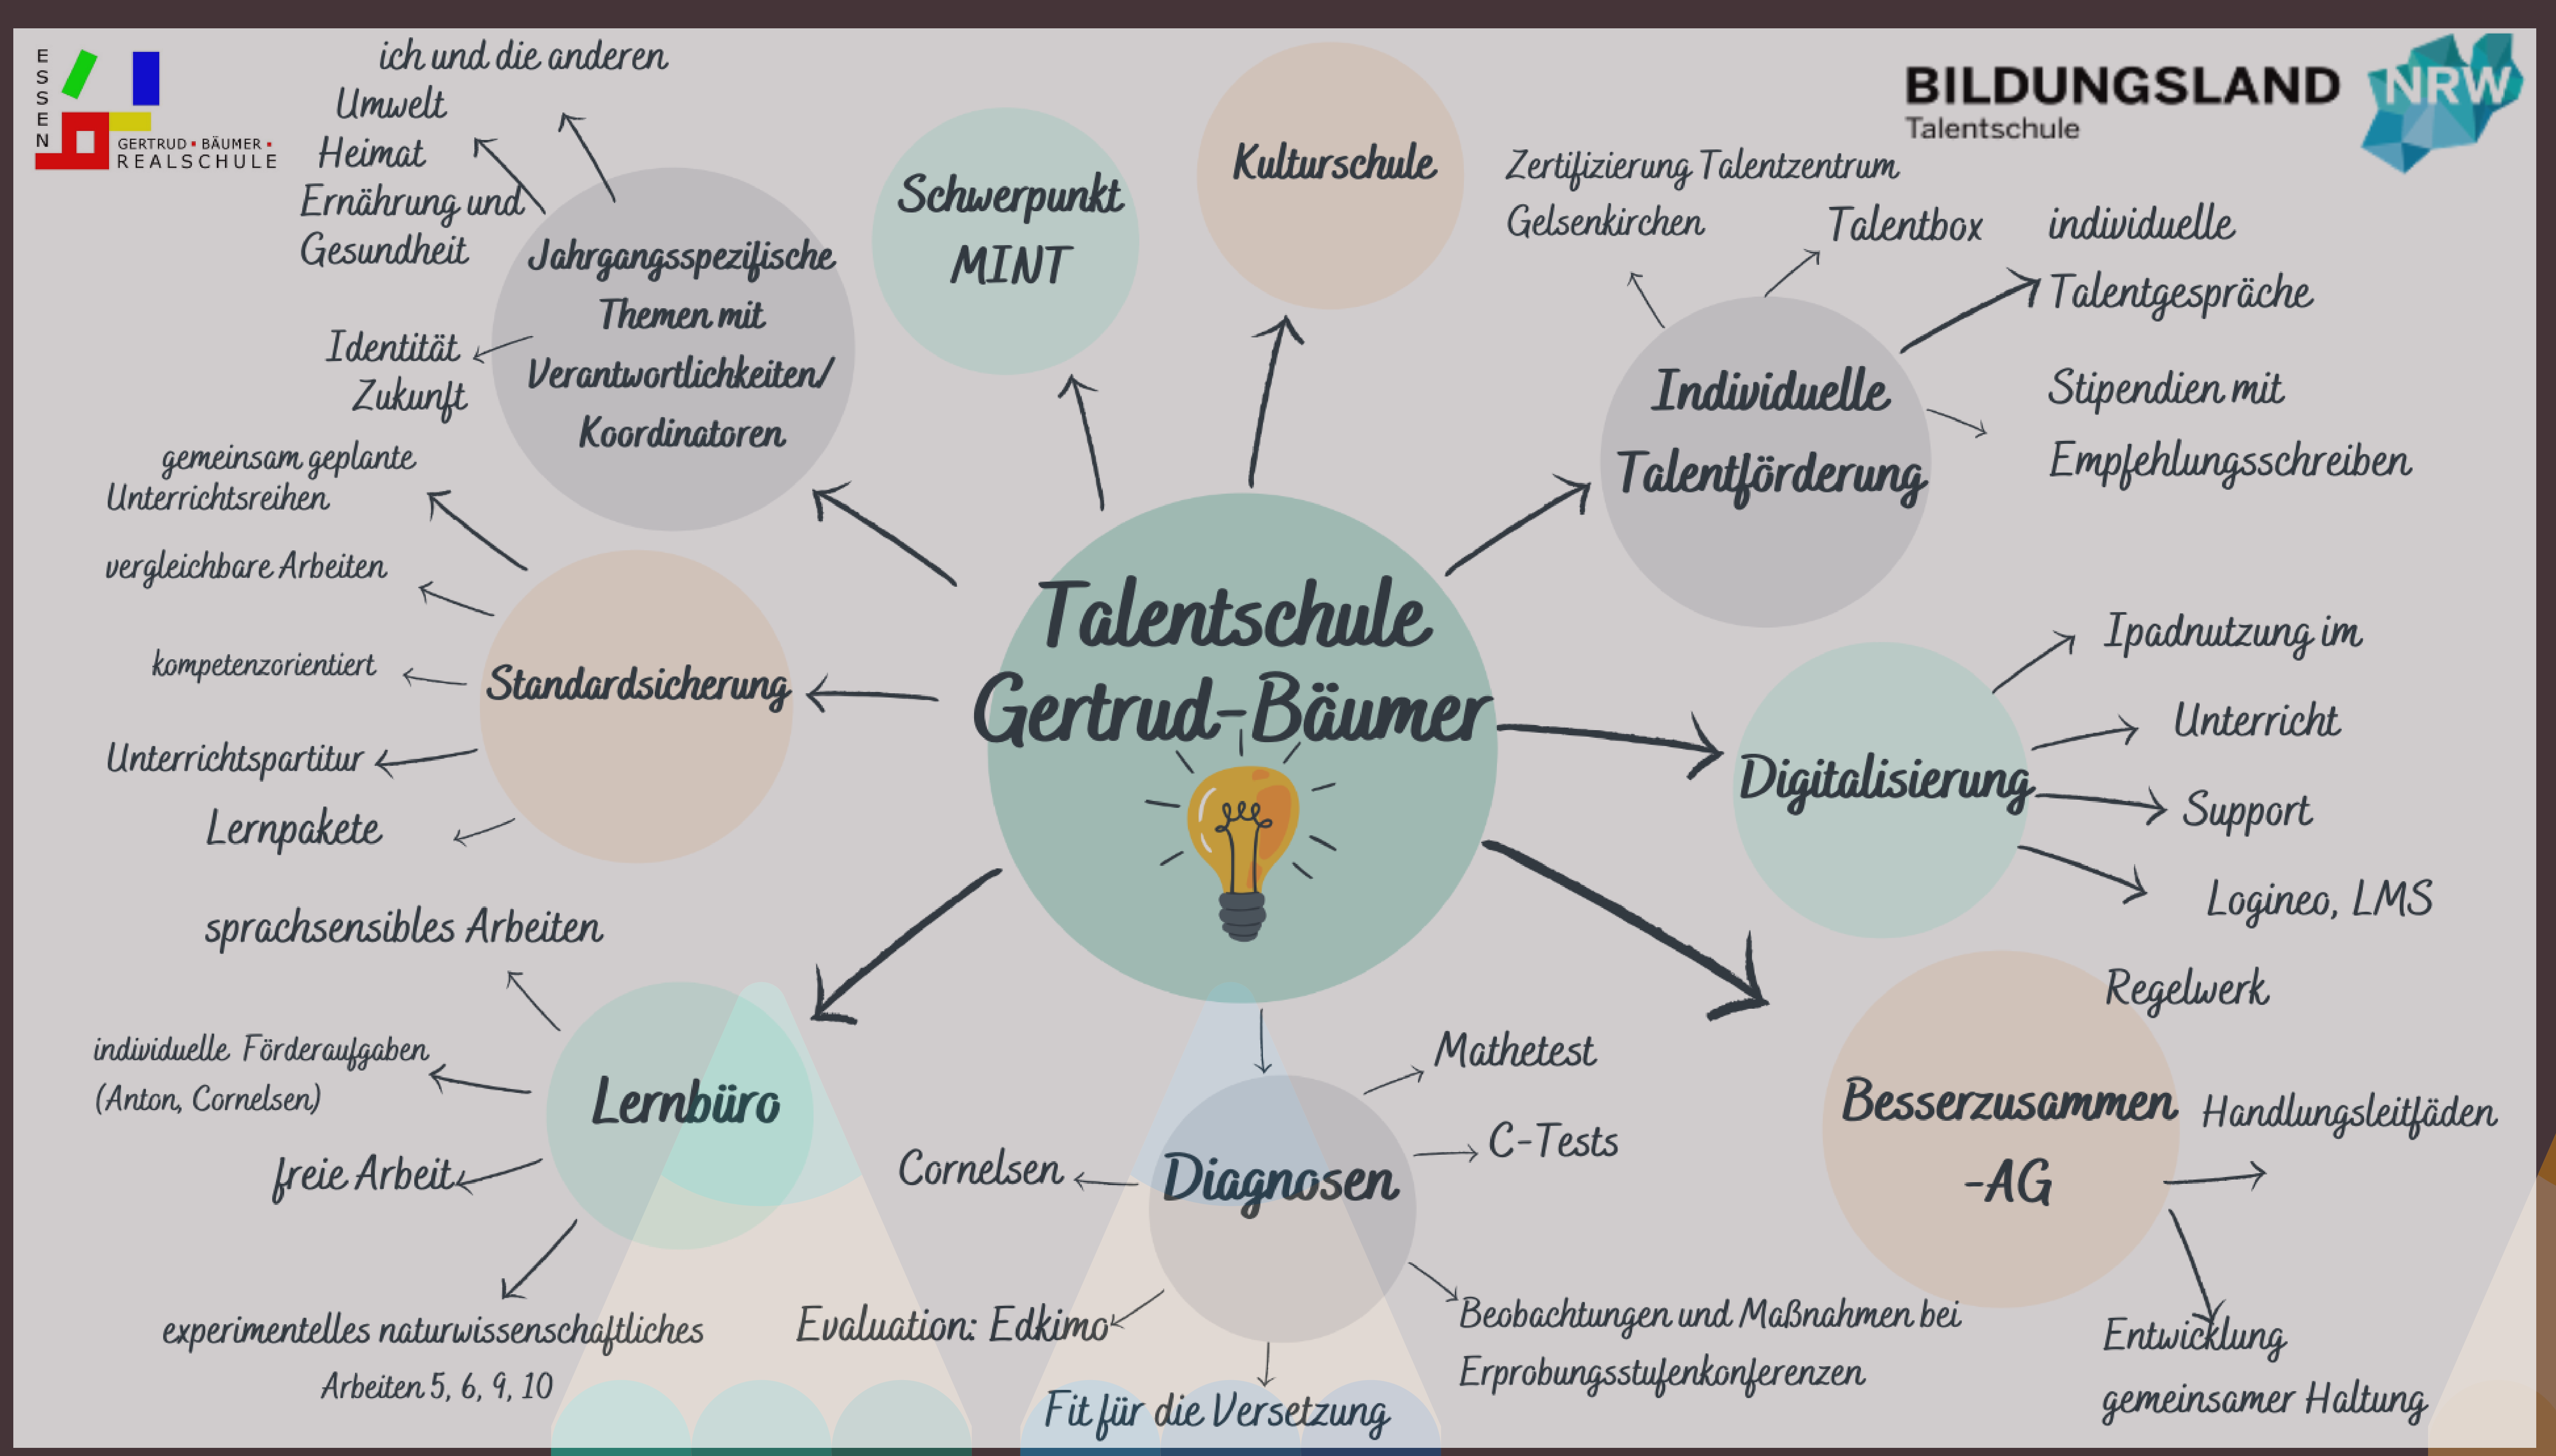 ESSEN
GERTRUD ▪ BÄUMER ▪
REALSCHULE
BILDUNGSLAND
Talentschule
NRW
ich und die anderen
Umwelt
Heimat
Ernährung und
Gesundheit
Identität
Zukunft
Jahrgangsspezifische
Themen mit
Verantwortlichkeiten/
Koordinatoren
Schwerpunkt
MINT
Kulturschule
Zertifizierung Talentzentrum
Gelsenkirchen
Talentbox
individuelle
Talentgespräche
Stipendien mit
Empfehlungsschreiben
Individuelle
Talentförderung
gemeinsam geplante
Unterrichtsreihen
vergleichbare Arbeiten
kompetenzorientiert
Unterrichtspartitur
Lernpakete
Standardsicherung
Talentschule
Gertrud-Bäumer
Digitalisierung
Ipadnutzung im
Unterricht
Support
Logineo, LMS
Regelwerk
sprachsensibles Arbeiten
individuelle Förderaufgaben
(Anton, Cornelsen)
freie Arbeit
experimentelles naturwissenschaftliches
Arbeiten 5, 6, 9, 10
Lernbüro
Diagnosen
Mathetest
C-Tests
Cornelsen
Evaluation: Edkimo
Fit für die Versetzung
Beobachtungen und Maßnahmen bei
Erprobungsstufenkonferenzen
Besserzusammen
-AG
Handlungsleitfäden
Entwicklung
gemeinsamer Haltung